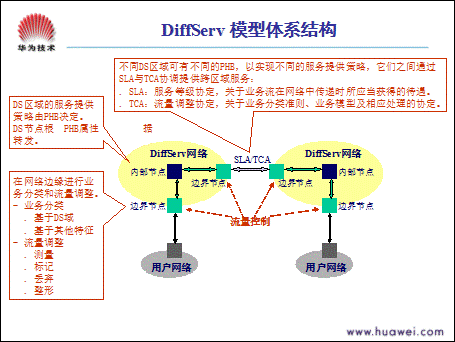 DiffServ 模型体系结构
华为技术
不同DS区域可有不同的PHB，以实现不同的服务提供策略，它们之间通过
SLA与TCA协调提供跨区域服务：
. SLA：服务等级协定，关于业务流在网络中传递时所应当获得的待遇。
. TCA：流量调整协定，关于业务分类准则、业务模型及相应处理的协定。
DS区域的服务提供
策略由PHB决定。
DS节点根 PHB属性
转发。
据
DiffServ网络
SLA/TCA
DiffServ网络
内部节点
内部节点
边界节点
边界节点
边界节点
边界节点
在网络边缘进行业
务分类和流量调整。
- 业务分类
. 基于DS域
. 基于其他特征
- 流量调整
. 测量
. 标记
. 丢弃
. 整形
流量控制
用户网络
用户网络
www.huawei.com